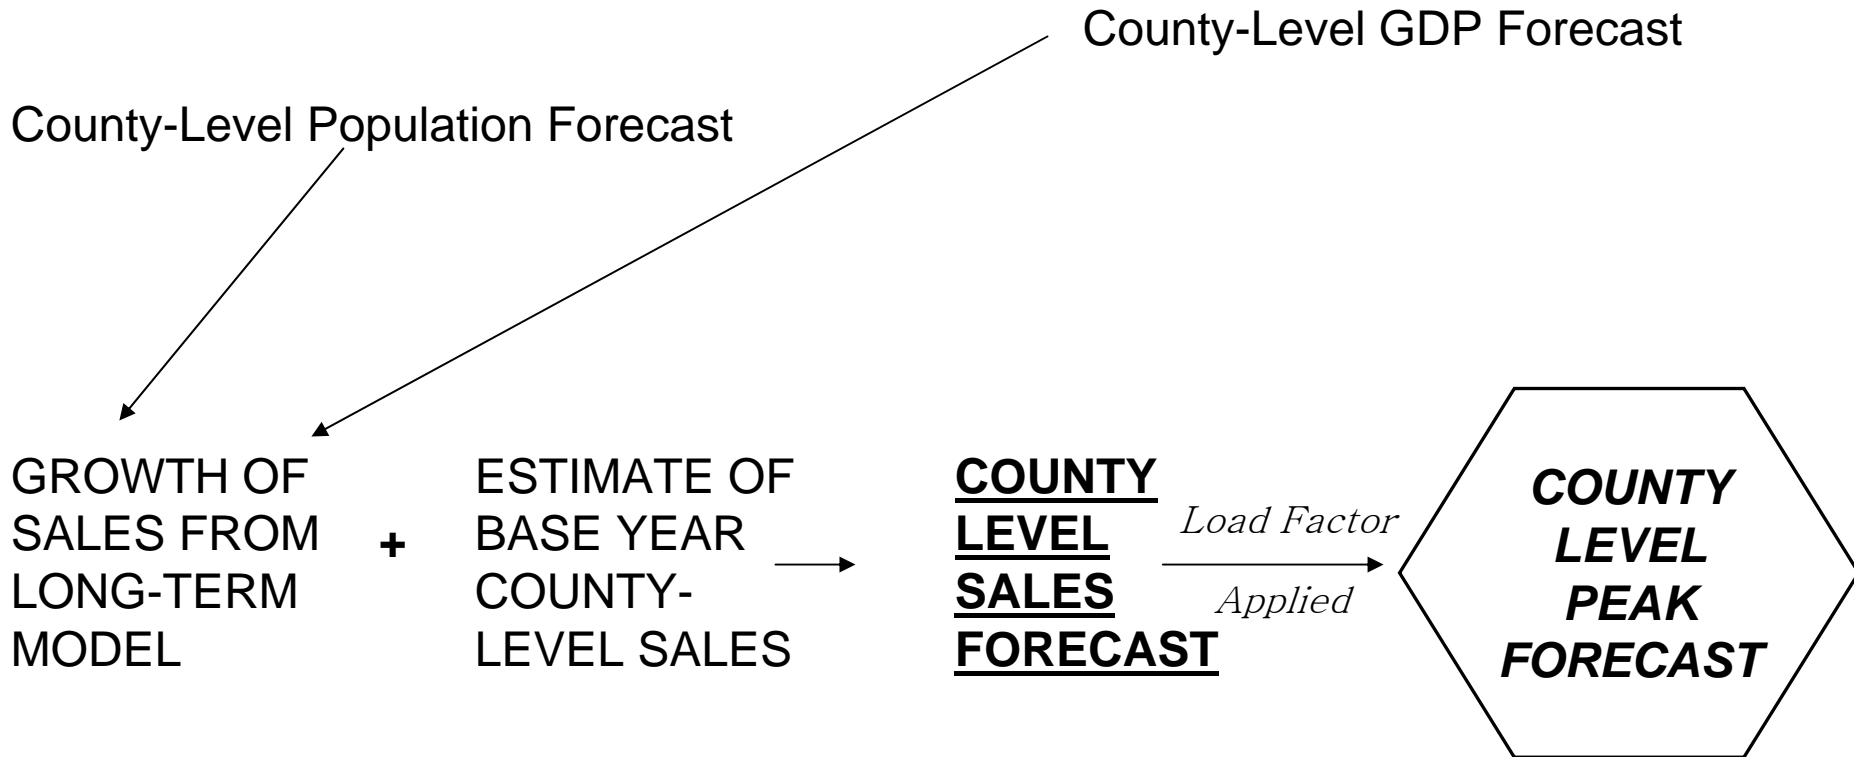 County-Level GDP Forecast
County-Level Population Forecast
GROWTH OF
SALES FROM
LONG-TERM
MODEL
+
ESTIMATE OF
BASE YEAR
COUNTY-
LEVEL SALES
COUNTY
LEVEL
SALES
FORECAST
Load Factor
Applied
COUNTY
LEVEL
PEAK
FORECAST